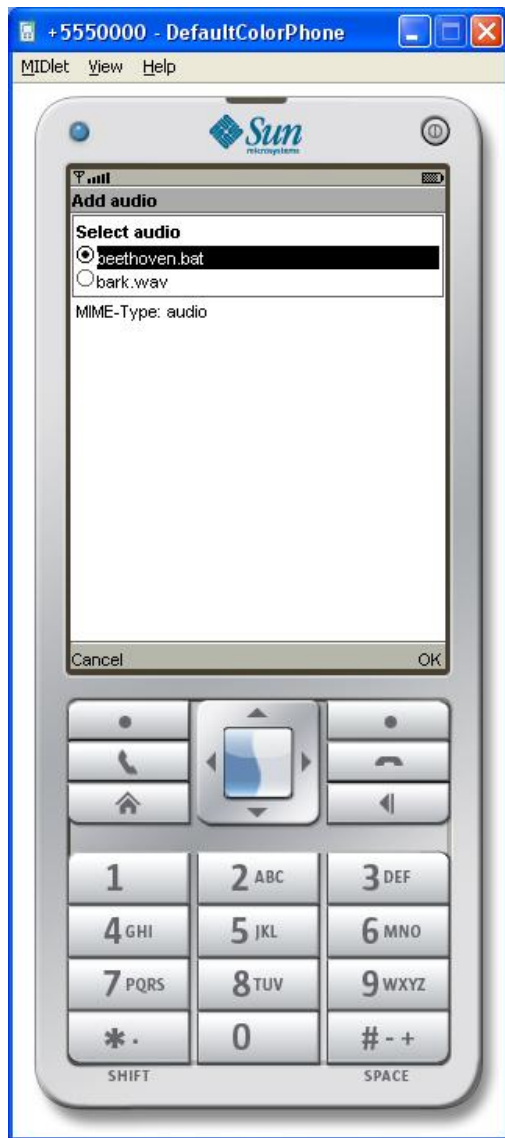 +5550000 - DefaultColorPhone
MIDlet View Help
Sun
microsystems
Add audio
Select audio
beethoven.bat
bark.wav
MIME-Type: audio
Cancel OK
1 2 ABC 3 DEF
4 GHI 5 JKL 6 MNO
7 PQRS 8 TUV 9 WXYZ
* . 0 # - +
SHIFT SPACE